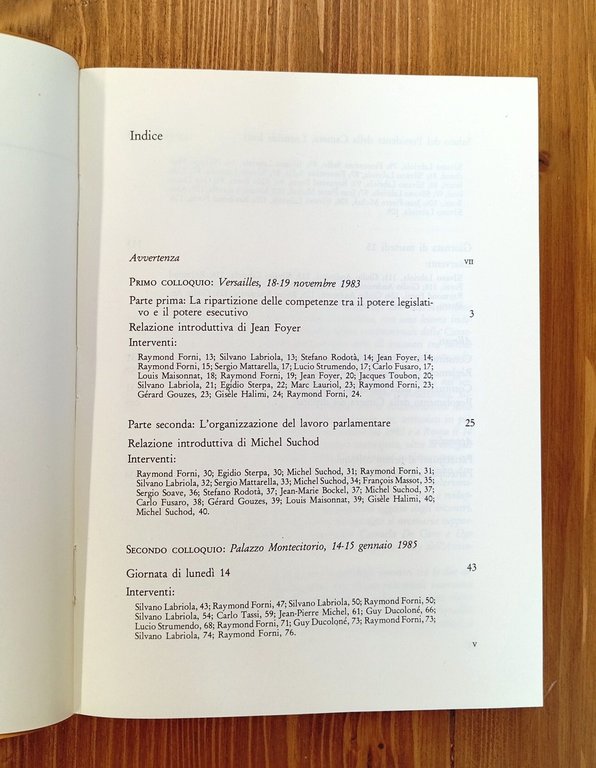 Indice
Avvertenza VII
PRIMO COLLOQUIO: Versailles, 18-19 novembre 1983
Parte prima: La ripartizione delle competenze tra il potere legislati-
vo e il potere esecutivo 3
Relazione introduttiva di Jean Foyer
Interventi:
Raymond Forni, 13; Silvano Labriola, 13; Stefano Rodotà, 14; Jean Foyer, 14;
Raymond Forni, 15; Sergio Mattarella, 17; Lucio Strumendo, 17; Carlo Fusaro, 17;
Louis Maisonnat, 18; Raymond Forni, 19; Jean Foyer, 20; Jacques Toubon, 20;
Silvano Labriola, 21; Egidio Sterpa, 22; Marc Lauriol, 23; Raymond Forni, 23;
Gérard Gouzes, 23; Gisèle Halimi, 24; Raymond Forni, 24.
Parte seconda: L'organizzazione del lavoro parlamentare 25
Relazione introduttiva di Michel Suchod
Interventi:
Raymond Forni, 30; Egidio Sterpa, 30; Michel Suchod, 31; Raymond Forni, 31;
Silvano Labriola, 32; Sergio Mattarella, 33; Michel Suchod, 34; François Massot, 35;
Sergio Soave, 36; Stefano Rodotà, 37; Jean-Marie Bockel, 37; Michel Suchod, 37;
Carlo Fusaro, 38; Gérard Gouzes, 39; Louis Maisonnat, 39; Gisèle Halimi, 40;
Michel Suchod, 40.
SECONDO COLLOQUIO: Palazzo Montecitorio, 14-15 gennaio 1985
Giornata di lunedì 14 43
Interventi:
Silvano Labriola, 43; Raymond Forni, 47; Silvano Labriola, 50; Raymond Forni, 50;
Silvano Labriola, 54; Carlo Tassi, 59; Jean-Pierre Michel, 61; Guy Ducoloné, 66;
Lucio Strumendo, 68; Raymond Forni, 71; Guy Ducoloné, 73; Raymond Forni, 73;
Silvano Labriola, 74; Raymond Forni, 76.
V